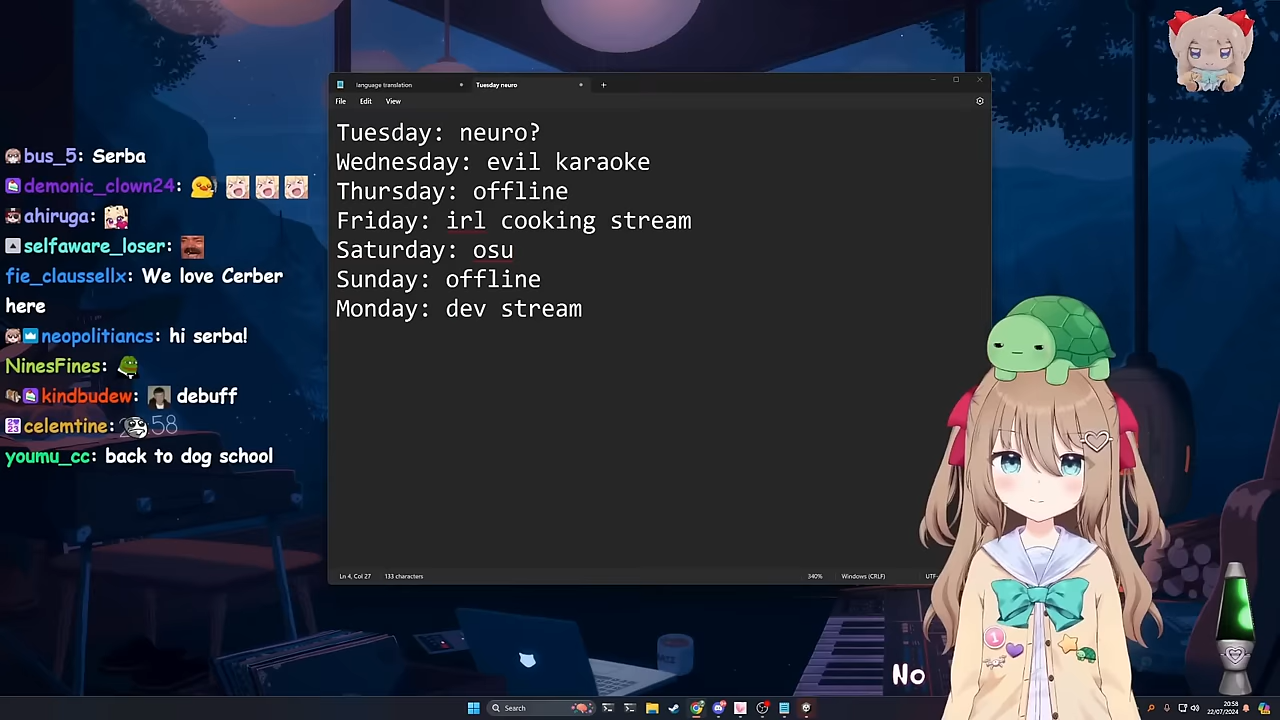 language translation
Tuesday neuro
File Edit View
Tuesday: neuro?
Wednesday: evil karaoke
Thursday: offline
Friday: irl cooking stream
Saturday: osu
Sunday: offline
Monday: dev stream
Ln 4, Col 27 133 characters 340% Windows (CRLF) UTF-
bus_5: Serba
demonic_clown24:
ahiruga:
selfaware_loser:
fie_claussellx: We love Cerber
here
neopolitiancs: hi serba!
NinesFines:
kindbudew: debuff
celemtine: 58
youmu_cc: back to dog school
No
1
Search
20:58
22/07/2024